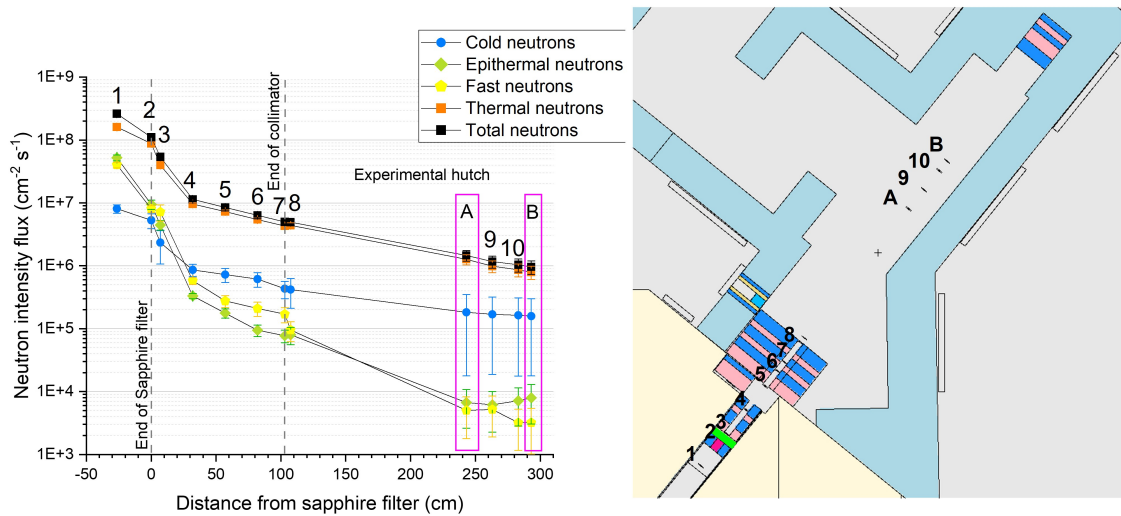 Cold neutrons
Epithermal neutrons
Fast neutrons
Thermal neutrons
Total neutrons
Neutron intensity flux (cm⁻² s⁻¹)
1E+9
1E+8
1E+7
1E+6
1E+5
1E+4
1E+3
1
2
3
4
5
6
7
8
End of Sapphire filter
End of collimator
Experimental hutch
A
9
10
B
-50
0
50
100
150
200
250
300
Distance from sapphire filter (cm)
B
10
9
A
8
7
6
5
4
3
2
1